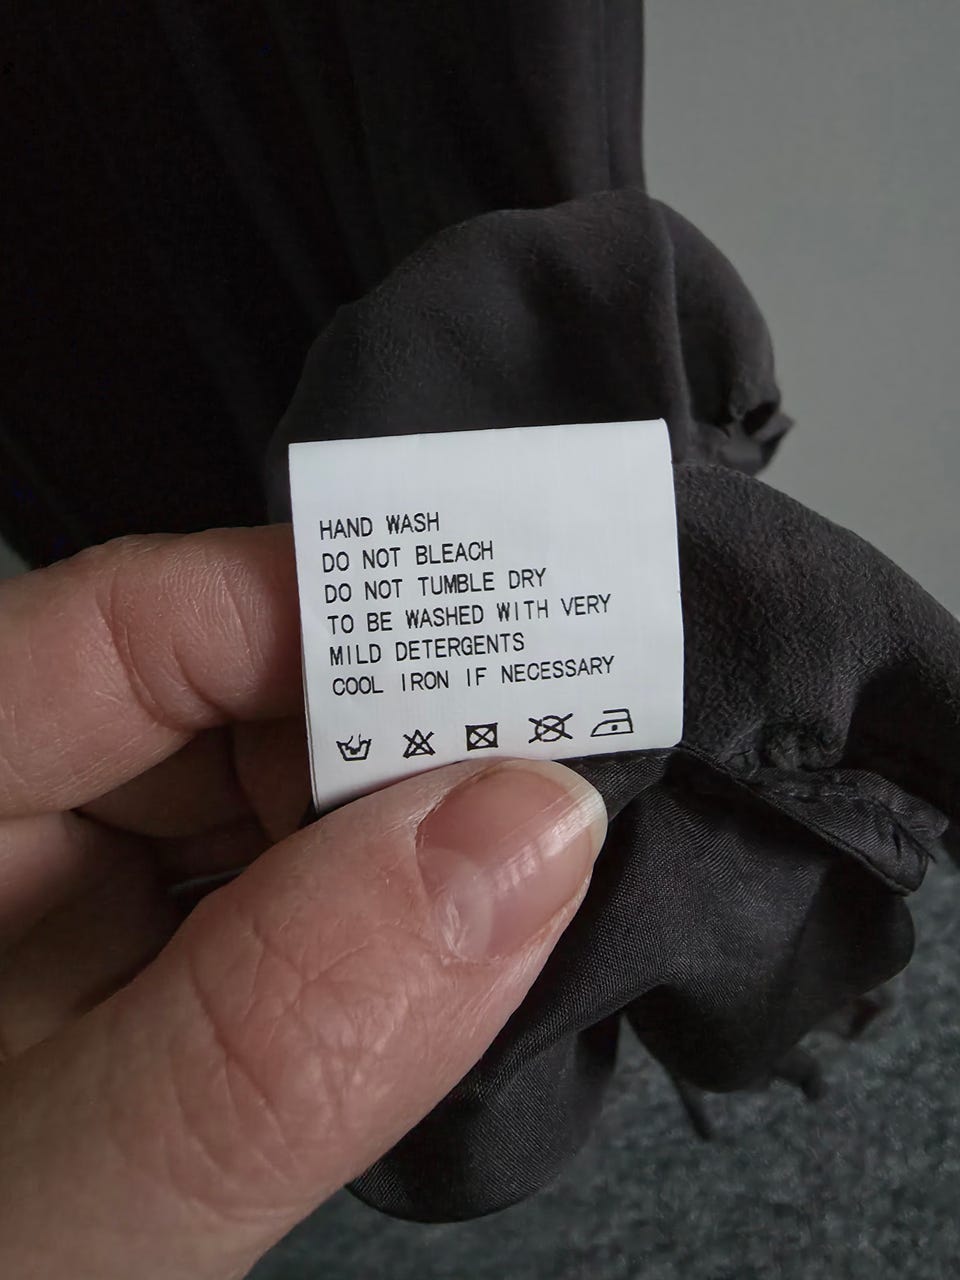 HAND WASH
DO NOT BLEACH
DO NOT TUMBLE DRY
TO BE WASHED WITH VERY
MILD DETERGENTS
COOL IRON IF NECESSARY